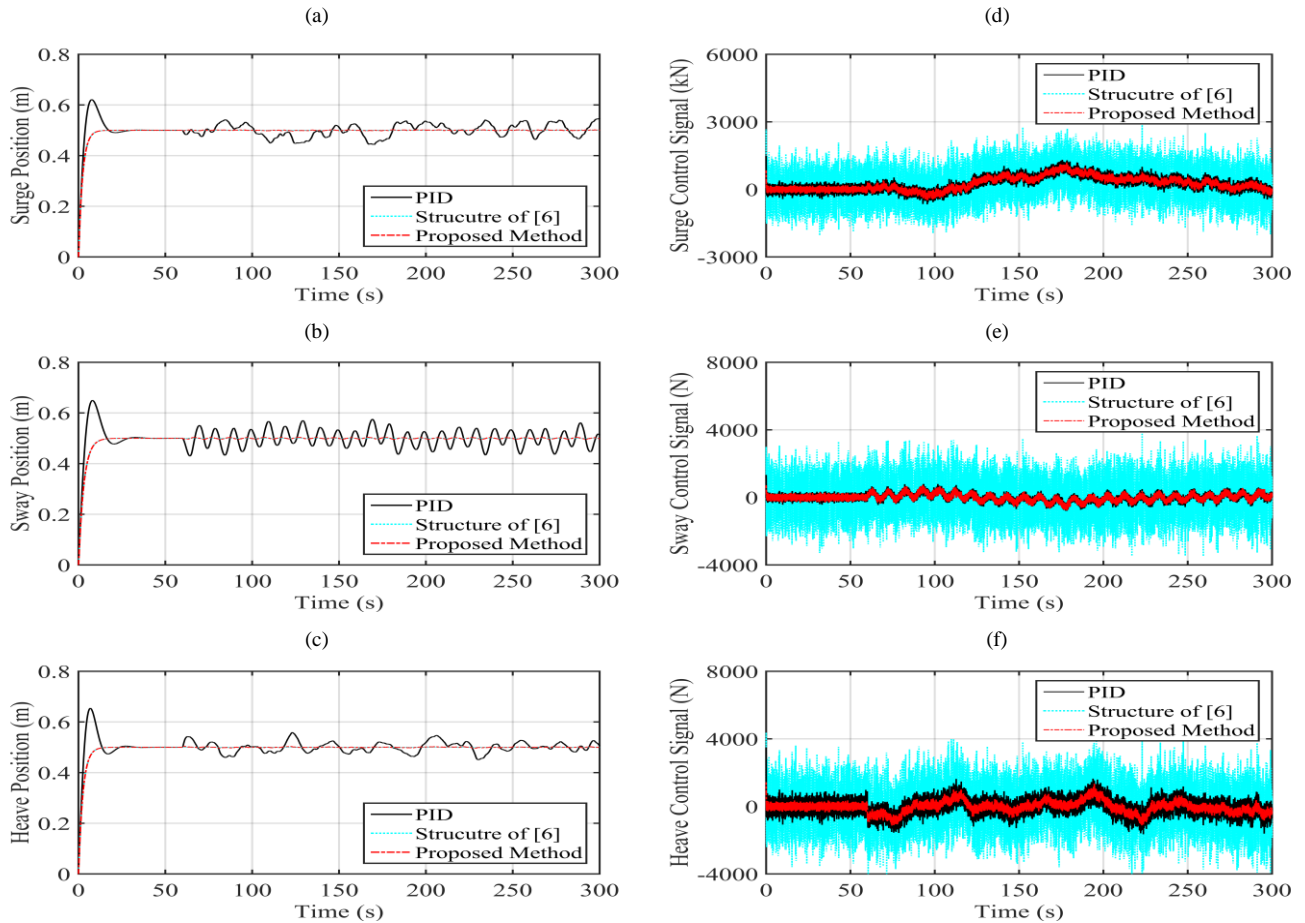 (a)
0.8
0.6
0.4
0.2
0
Surge Position (m)
PID
Strucutre of [6]
Proposed Method
0 50 100 150 200 250 300
Time (s)
(b)
0.8
0.6
0.4
0.2
0
Sway Position (m)
PID
Structure of [6]
Proposed Method
0 50 100 150 200 250 300
Time (s)
(c)
0.8
0.6
0.4
0.2
0
Heave Position (m)
PID
Strucutre of [6]
Proposed Method
0 50 100 150 200 250 300
Time (s)
(d)
6000
3000
0
-3000
Surge Control Signal (kN)
PID
Strucutre of [6]
Proposed Method
0 50 100 150 200 250 300
Time (s)
(e)
8000
4000
0
-4000
Sway Control Signal (N)
PID
Structure of [6]
Proposed Method
0 50 100 150 200 250 300
Time (s)
(f)
8000
4000
0
-4000
Heave Control Signal (N)
PID
Structure of [6]
Proposed Method
0 50 100 150 200 250 300
Time (s)